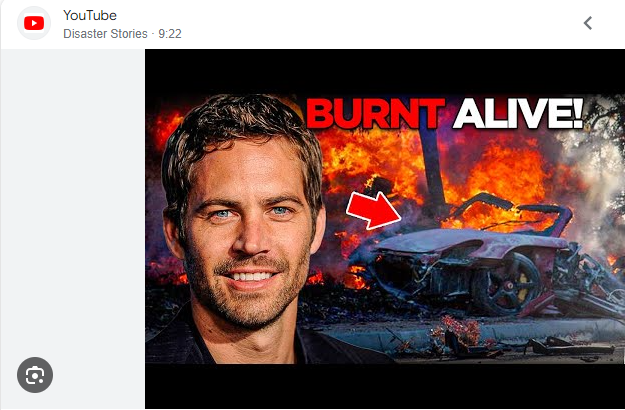 YouTube
Disaster Stories · 9:22
BURNT ALIVE!